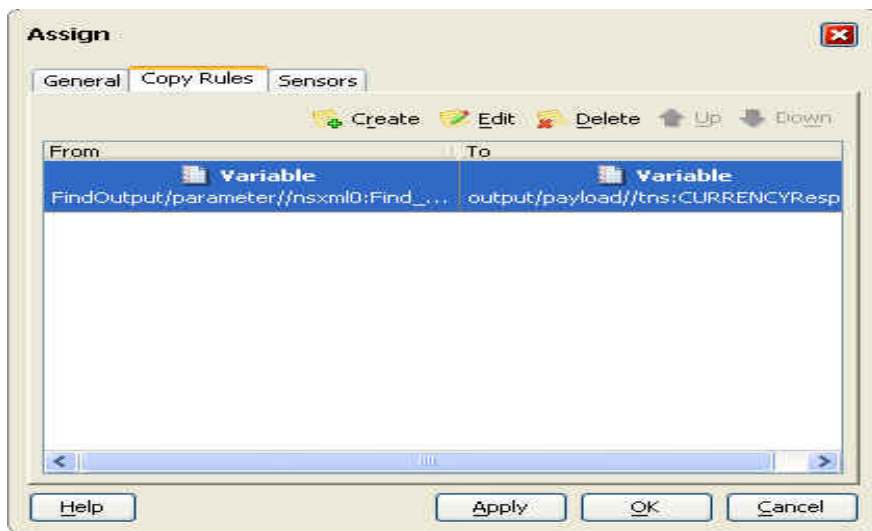 Assign
General Copy Rules Sensors
Create Edit Delete Up Down
From To
Variable Variable
FindOutput/parameter//nsxml0:Find_... output/payload//tns:CURRENCYResp
Help Apply OK Cancel